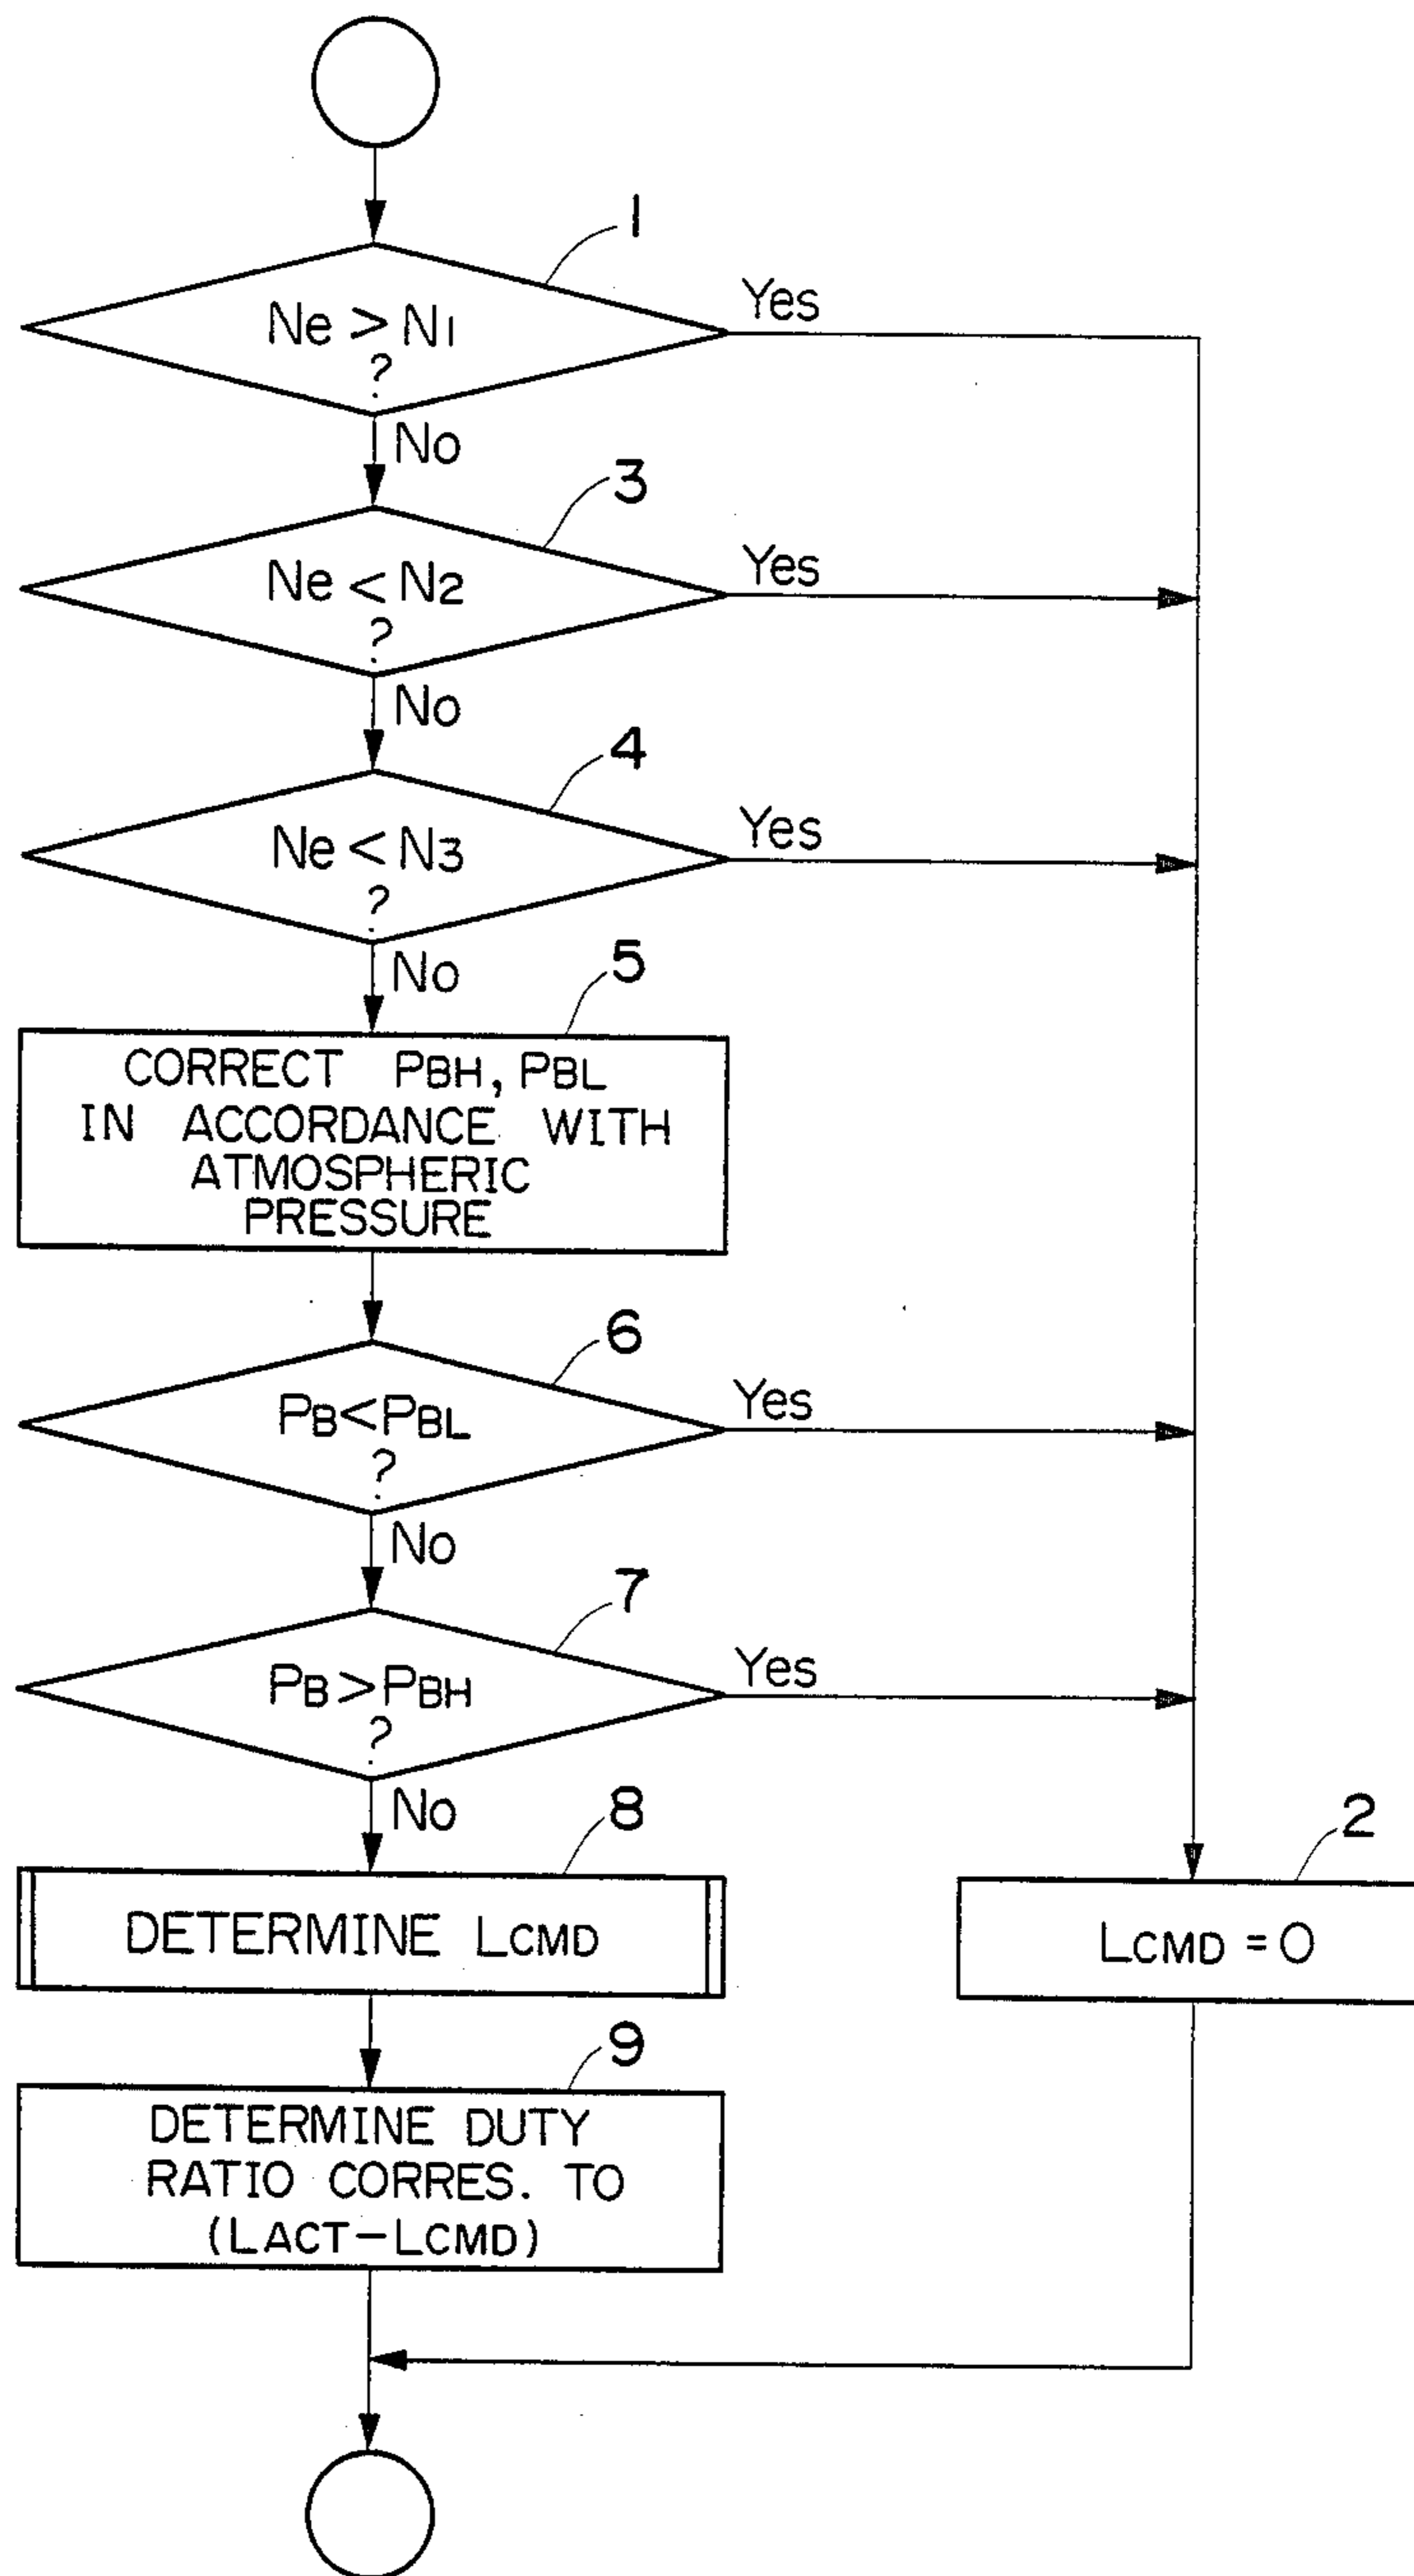 1
Ne > N1
?
Yes
No
3
Ne < N2
?
Yes
No
4
Ne < N3
?
Yes
No
5
CORRECT PBH, PBL
IN ACCORDANCE WITH
ATMOSPHERIC
PRESSURE
6
PB<PBL
?
Yes
No
7
PB>PBH
?
Yes
No
8
DETERMINE LCMD
2
LCMD = 0
9
DETERMINE DUTY
RATIO CORRES. TO
(LACT-LCMD)